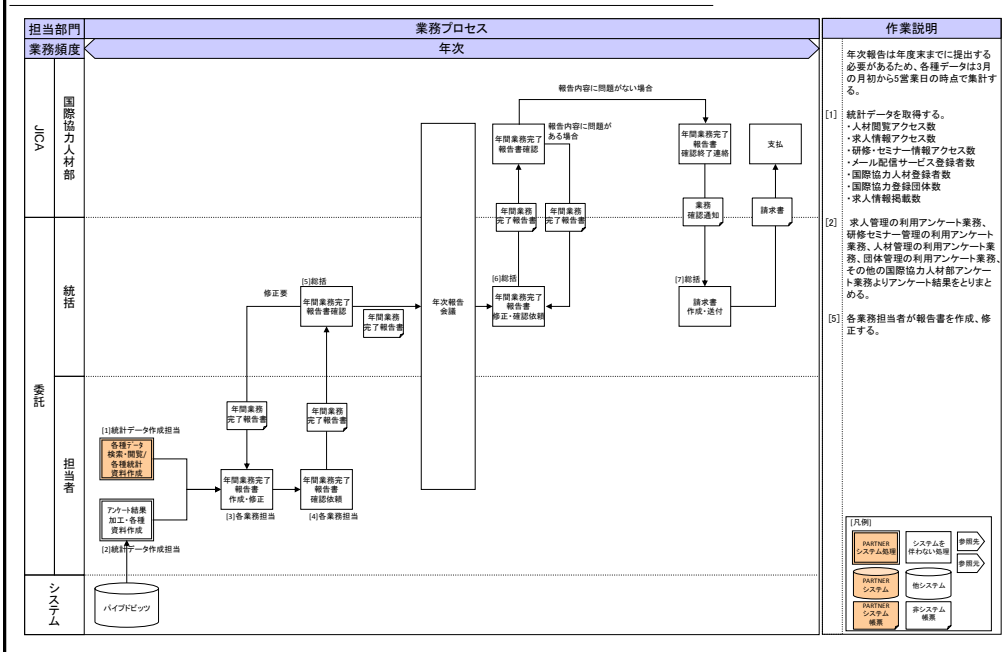 担当部門
業務プロセス
作業説明
業務頻度
年次
JICA
国際協力人材部
委託
統括
担当者
システム
報告内容に問題がない場合
年間業務完了
報告書確認
報告内容に問題が
ある場合
年間業務完了
報告書
確認終了連絡
支払
年間業務
完了報告書
年間業務
完了報告書
業務
確認通知
請求書
修正要
[5]総括
年間業務完了
報告書確認
年間業務
完了報告書
年次報告
会議
[6]総括
年間業務完了
報告書
修正・確認依頼
[7]総括
請求書
作成・送付
年間業務
完了報告書
年間業務
完了報告書
[1]統計データ作成担当
各種データ
検索・閲覧/
各種統計
資料作成
アンケート結果
加工・各種
資料作成
[2]統計データ作成担当
年間業務完了
報告書
作成・修正
[3]各業務担当
年間業務完了
報告書
確認依頼
[4]各業務担当
パイプドビッツ
年次報告は年度末までに提出する
必要があるため、各種データは3月
の月初から5営業日の時点で集計す
る。
[1] 統計データを取得する。
・人材閲覧アクセス数
・求人情報アクセス数
・研修・セミナー情報アクセス数
・メール配信サービス登録者数
・国際協力人材登録者数
・国際協力登録団体数
・求人情報掲載数
[2] 求人管理の利用アンケート業務、
研修セミナー管理の利用アンケート
業務、人材管理の利用アンケート業
務、団体管理の利用アンケート業務、
その他の国際協力人材部アンケー
ト業務よりアンケート結果をとりまと
める。
[5] 各業務担当者が報告書を作成、修
正する。
[凡例]
PARTNER
システム処理
システムを
伴わない処理
参照先
参照元
PARTNER
システム
他システム
PARTNER
システム
帳票
非システム
帳票